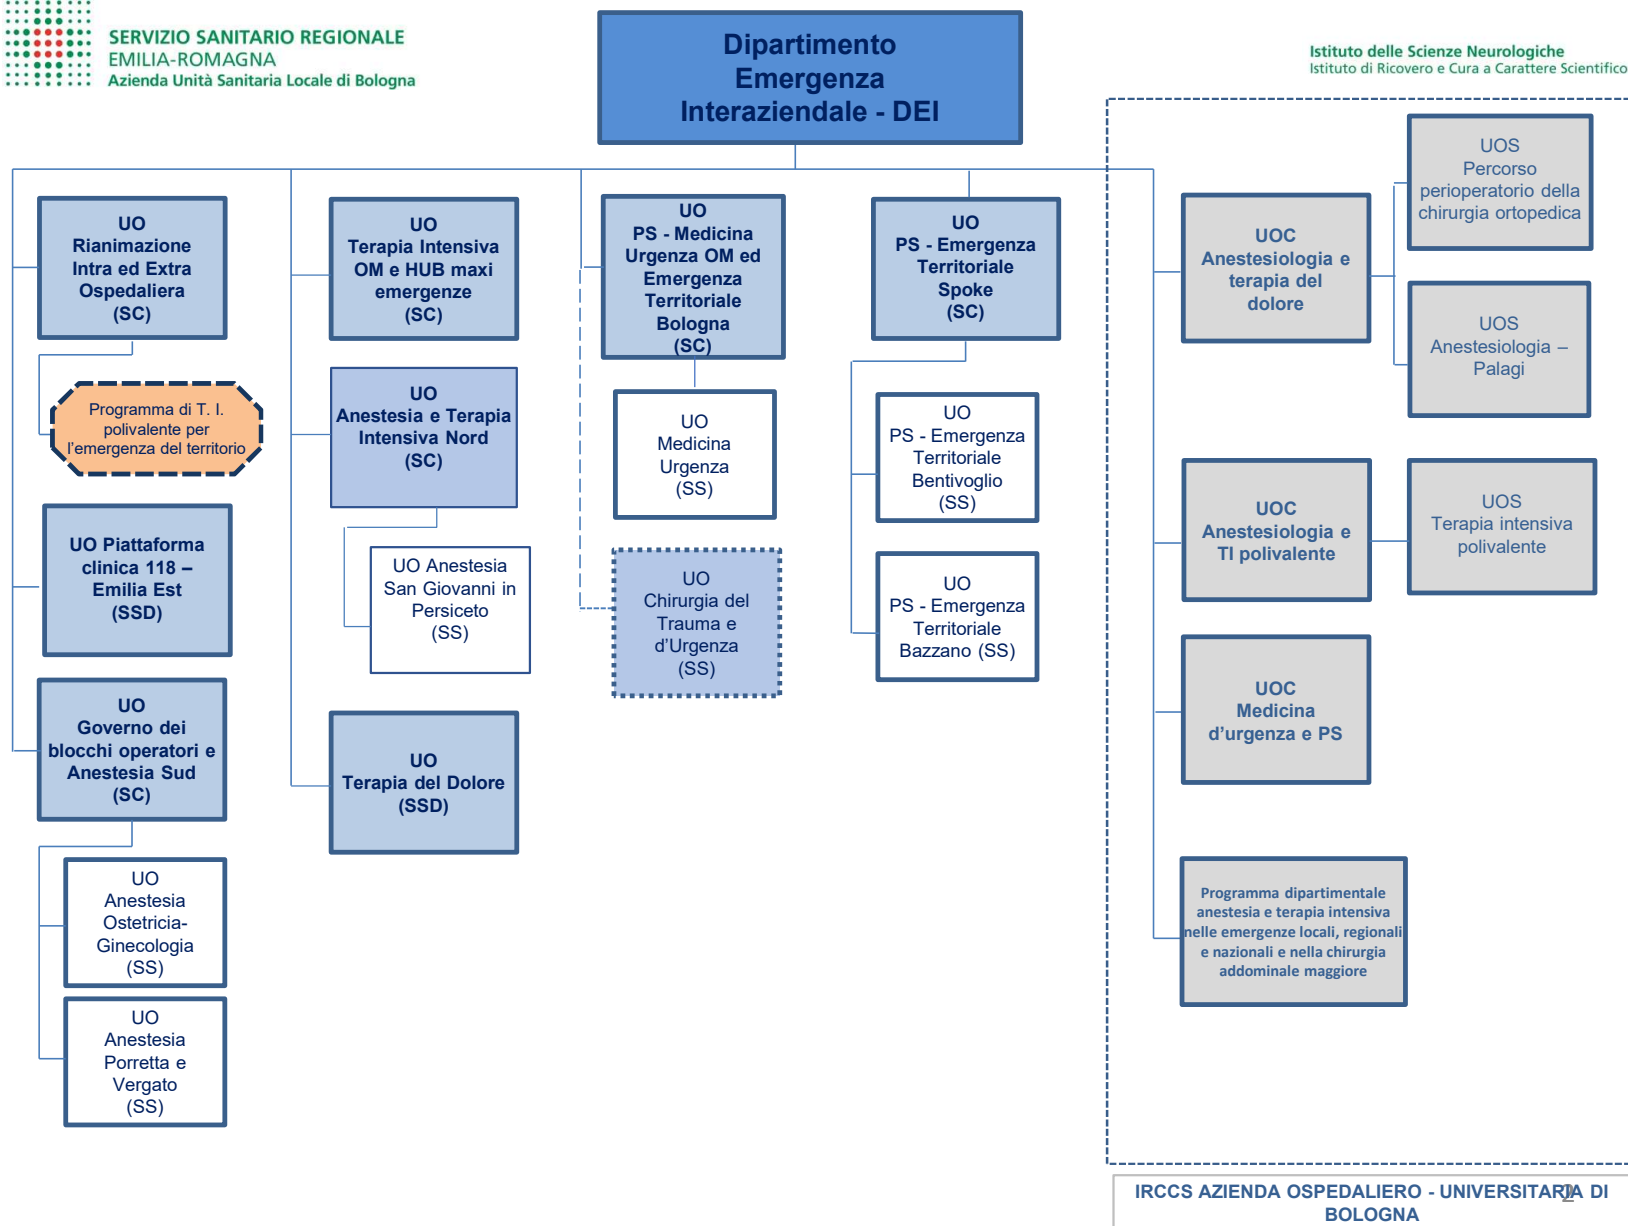 SERVIZIO SANITARIO REGIONALE
EMILIA-ROMAGNA
Azienda Unità Sanitaria Locale di Bologna
Dipartimento
Emergenza
Interaziendale - DEI
Istituto delle Scienze Neurologiche
Istituto di Ricovero e Cura a Carattere Scientifico
UO
Rianimazione
Intra ed Extra
Ospedaliera
(SC)
Programma di T. I.
polivalente per
l'emergenza del territorio
UO Piattaforma
clinica 118 –
Emilia Est
(SSD)
UO
Governo dei
blocchi operatori e
Anestesia Sud
(SC)
UO
Anestesia
Ostetricia-
Ginecologia
(SS)
UO
Anestesia
Porretta e
Vergato
(SS)
UO
Terapia Intensiva
OM e HUB maxi
emergenze
(SC)
UO
Anestesia e Terapia
Intensiva Nord
(SC)
UO Anestesia
San Giovanni in
Persiceto
(SS)
UO
Terapia del Dolore
(SSD)
UO
PS - Medicina
Urgenza OM ed
Emergenza
Territoriale
Bologna
(SC)
UO
Medicina
Urgenza
(SS)
UO
Chirurgia del
Trauma e
d'Urgenza
(SS)
UO
PS - Emergenza
Territoriale
Spoke
(SC)
UO
PS - Emergenza
Territoriale
Bentivoglio
(SS)
UO
PS - Emergenza
Territoriale
Bazzano (SS)
UOC
Anestesiologia e
terapia del
dolore
UOS
Percorso
perioperatorio della
chirurgia ortopedica
UOS
Anestesiologia –
Palagi
UOC
Anestesiologia e
TI polivalente
UOS
Terapia intensiva
polivalente
UOC
Medicina
d'urgenza e PS
Programma dipartimentale
anestesia e terapia intensiva
nelle emergenze locali, regionali
e nazionali e nella chirurgia
addominale maggiore
IRCCS AZIENDA OSPEDALIERO - UNIVERSITARIA DI
BOLOGNA
2